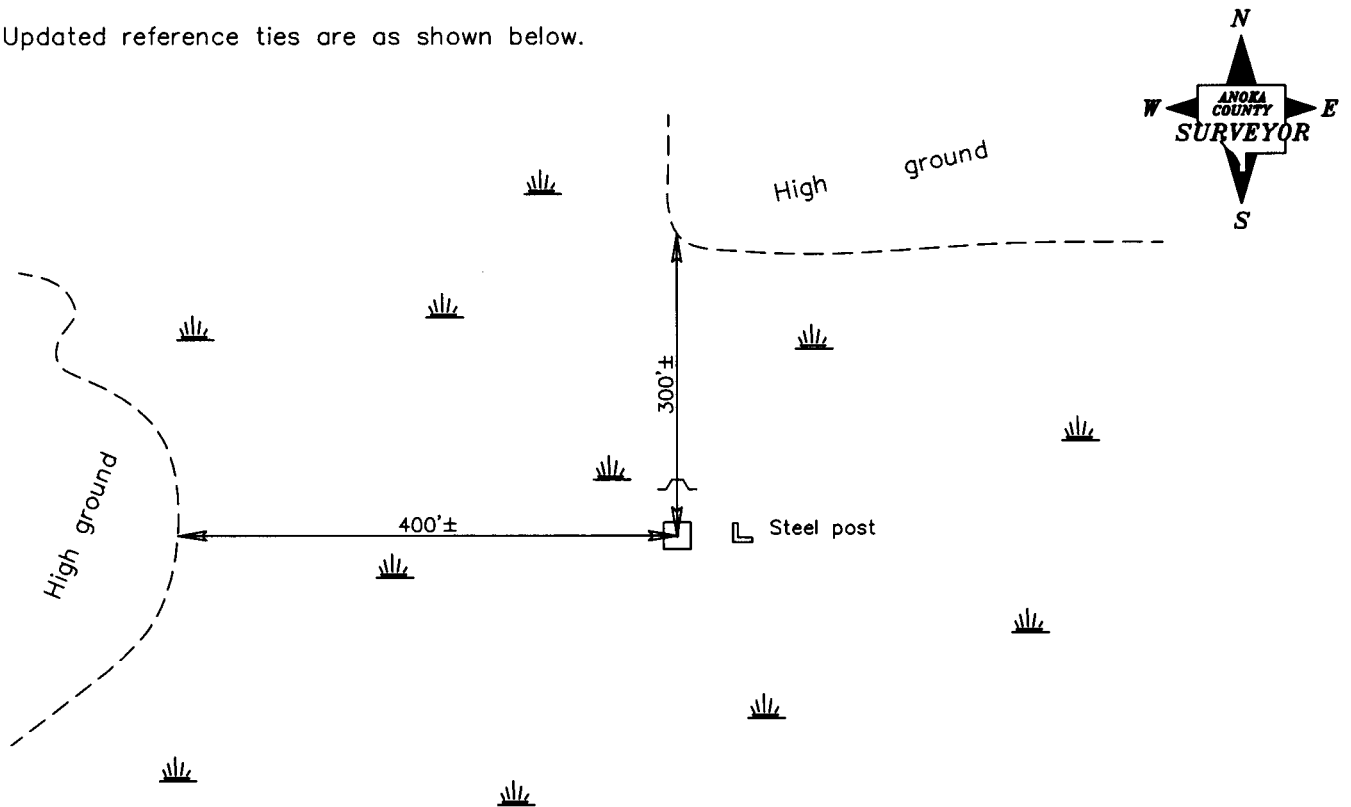 Updated reference ties are as shown below.
N
W
ANOKA
COUNTY
SURVEYOR
E
S
High ground
300'±
High ground
400'±
Steel post